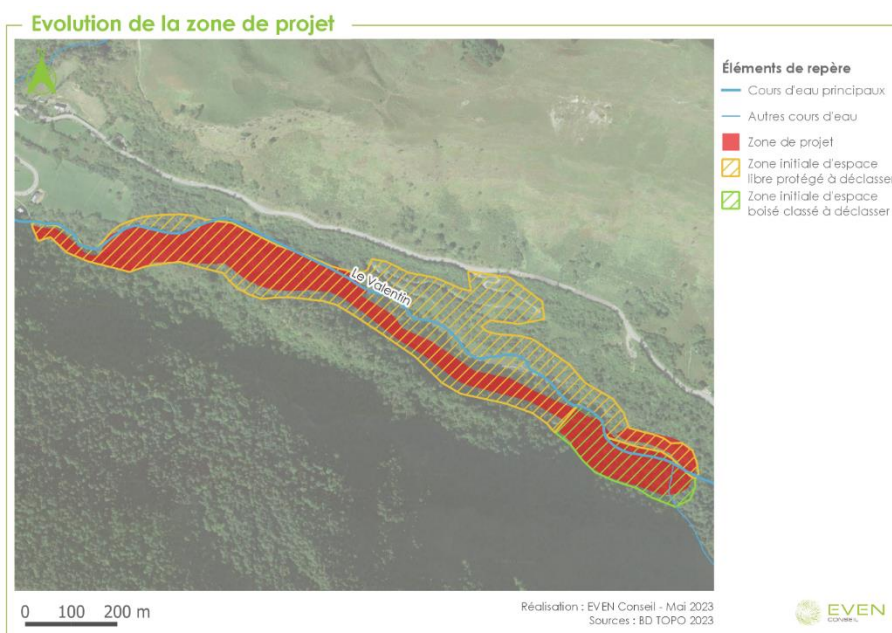 Evolution de la zone de projet
Éléments de repère
Cours d'eau principaux
Autres cours d'eau
Zone de projet
Zone initiale d'espace
libre protégé à déclasser
Zone initiale d'espace
boisé classé à déclasser
Le Valentin
0 100 200 m
Réalisation : EVEN Conseil - Mai 2023
Sources : BD TOPO 2023
EVEN
CONSEIL